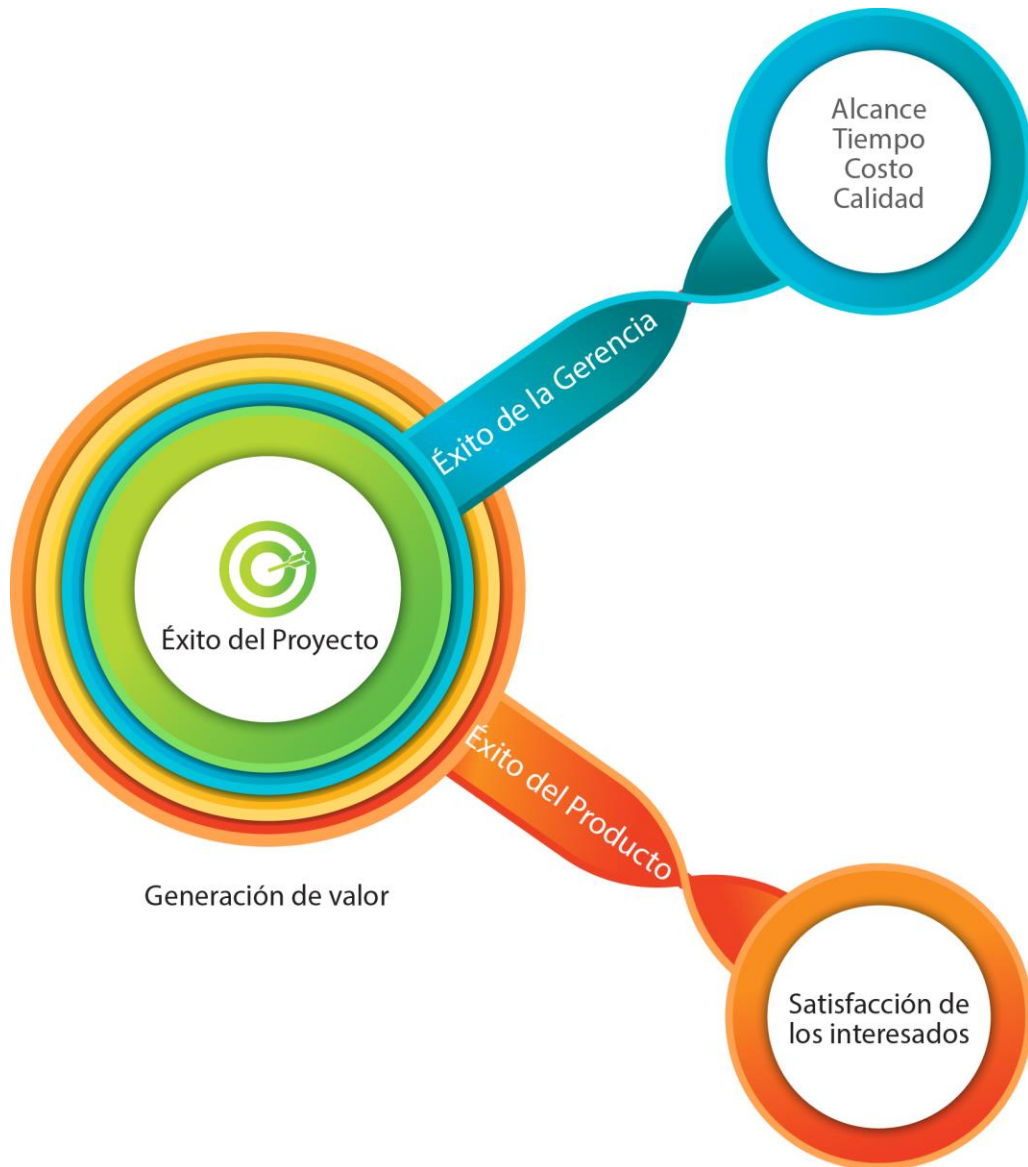 Alcance
Tiempo
Costo
Calidad
Éxito de la Gerencia
Éxito del Proyecto
Éxito del Producto
Generación de valor
Satisfacción de
los interesados